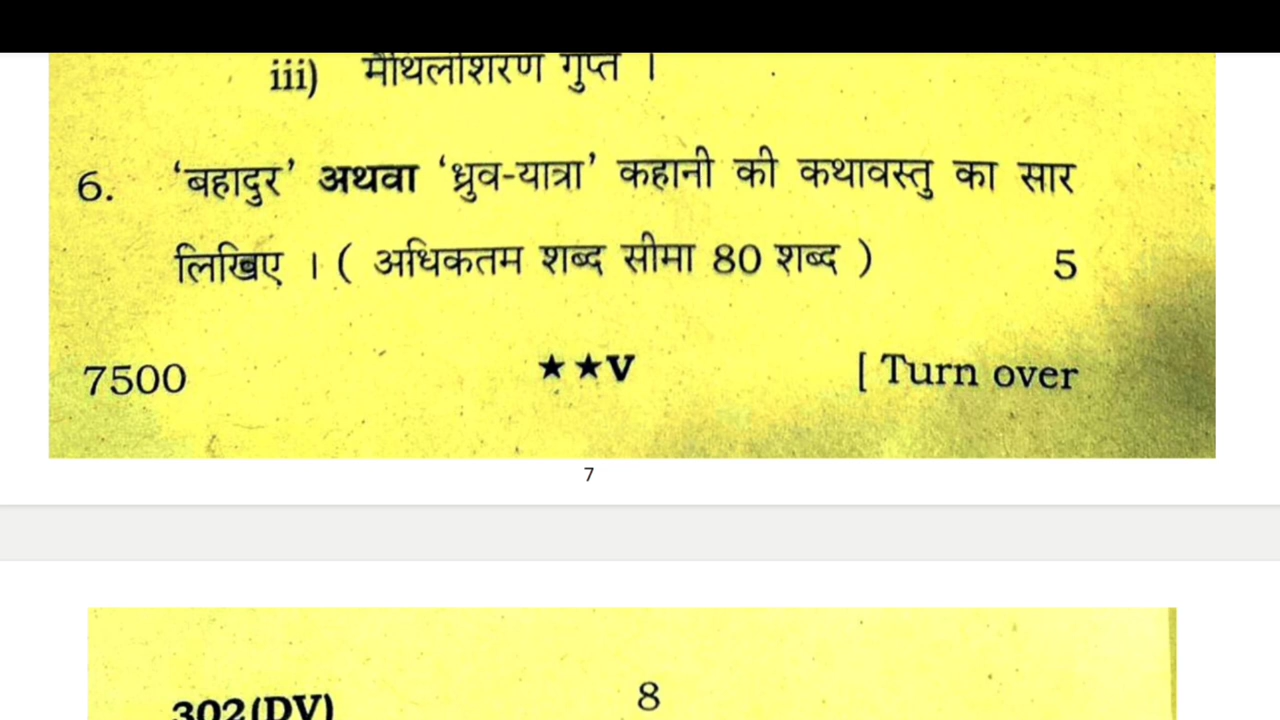 iii) मैथिलीशरण गुप्त ।
6. ‘बहादुर’ अथवा ‘ध्रुव-यात्रा’ कहानी की कथावस्तु का सार
लिखिए । ( अधिकतम शब्द सीमा 80 शब्द ) 5
7500 ★★V [ Turn over
7
302(DV) 8